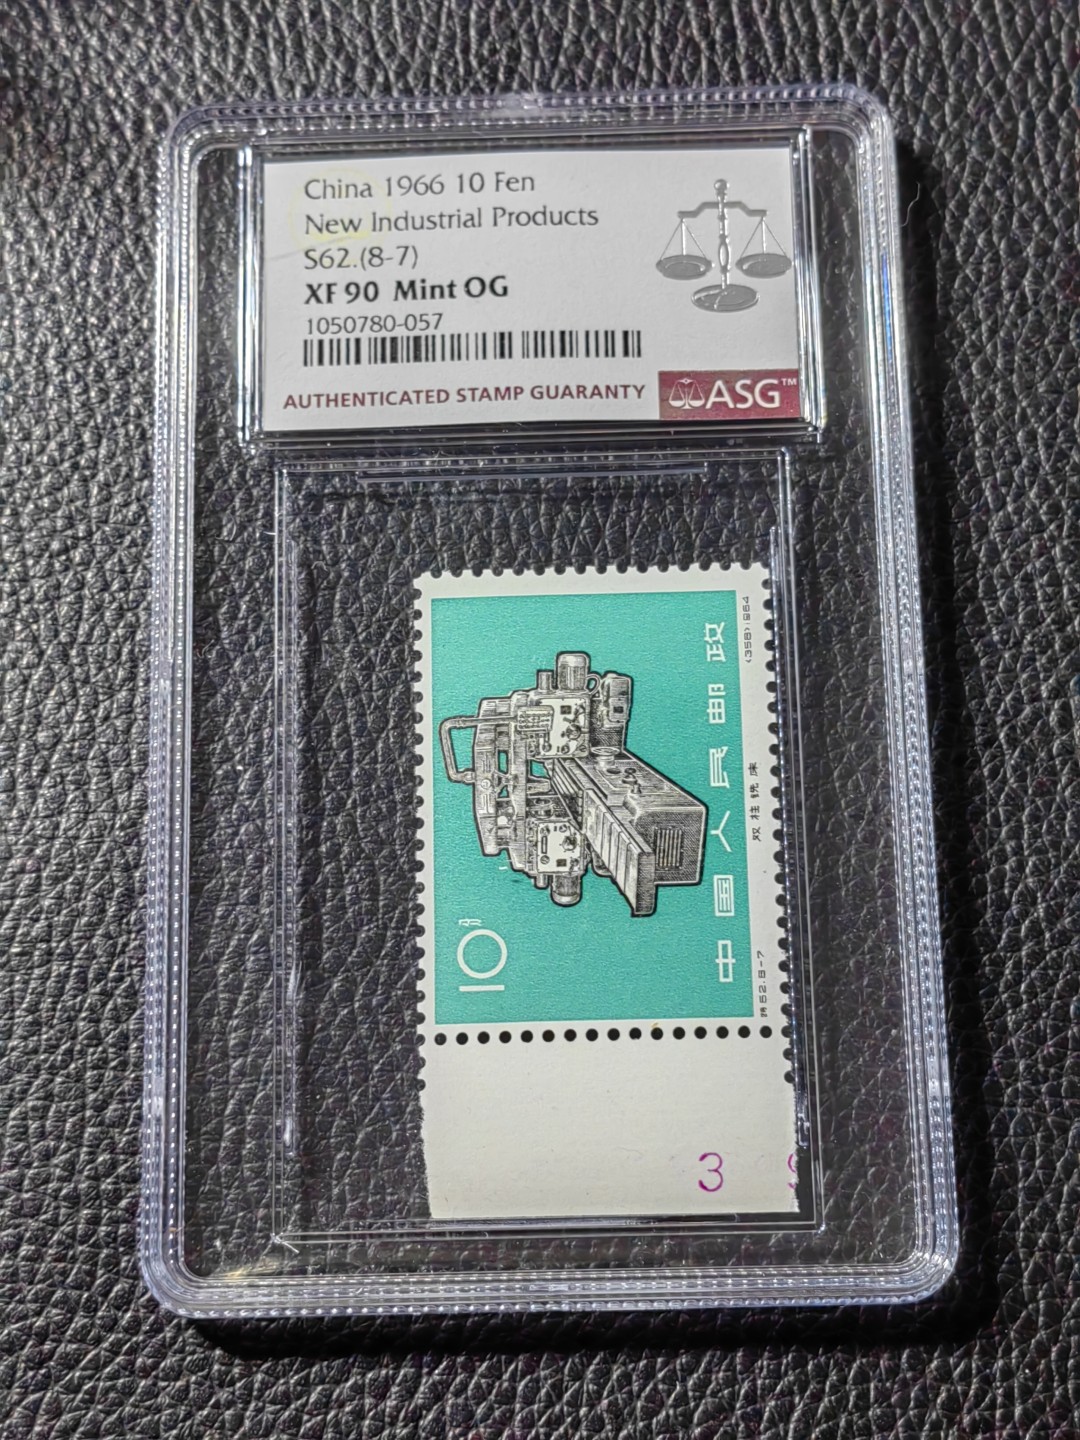 China 1966 10 Fen
New Industrial Products
S62.(8-7)
XF 90 Mint OG
1050780-057
AUTHENTICATED STAMP GUARANTY
ASG™
(358)1964
中国人民邮政
双柱铣床
特62.8-7
10分
3